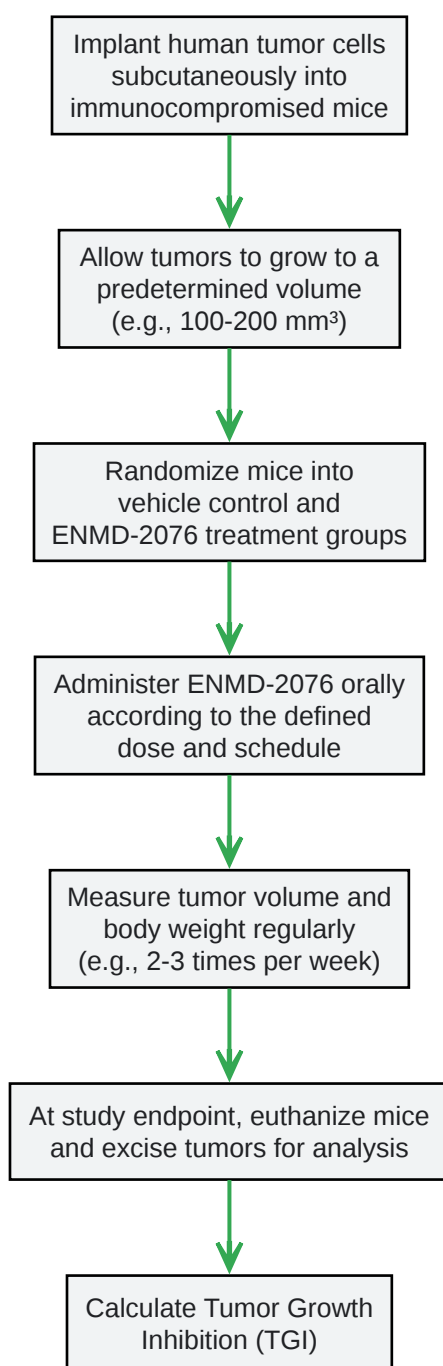 Implant human tumor cells
subcutaneously into
immunocompromised mice
Allow tumors to grow to a
predetermined volume
(e.g., 100-200 mm³)
Randomize mice into
vehicle control and
ENMD-2076 treatment groups
Administer ENMD-2076 orally
according to the defined
dose and schedule
Measure tumor volume and
body weight regularly
(e.g., 2-3 times per week)
At study endpoint, euthanize mice
and excise tumors for analysis
Calculate Tumor Growth
Inhibition (TGI)